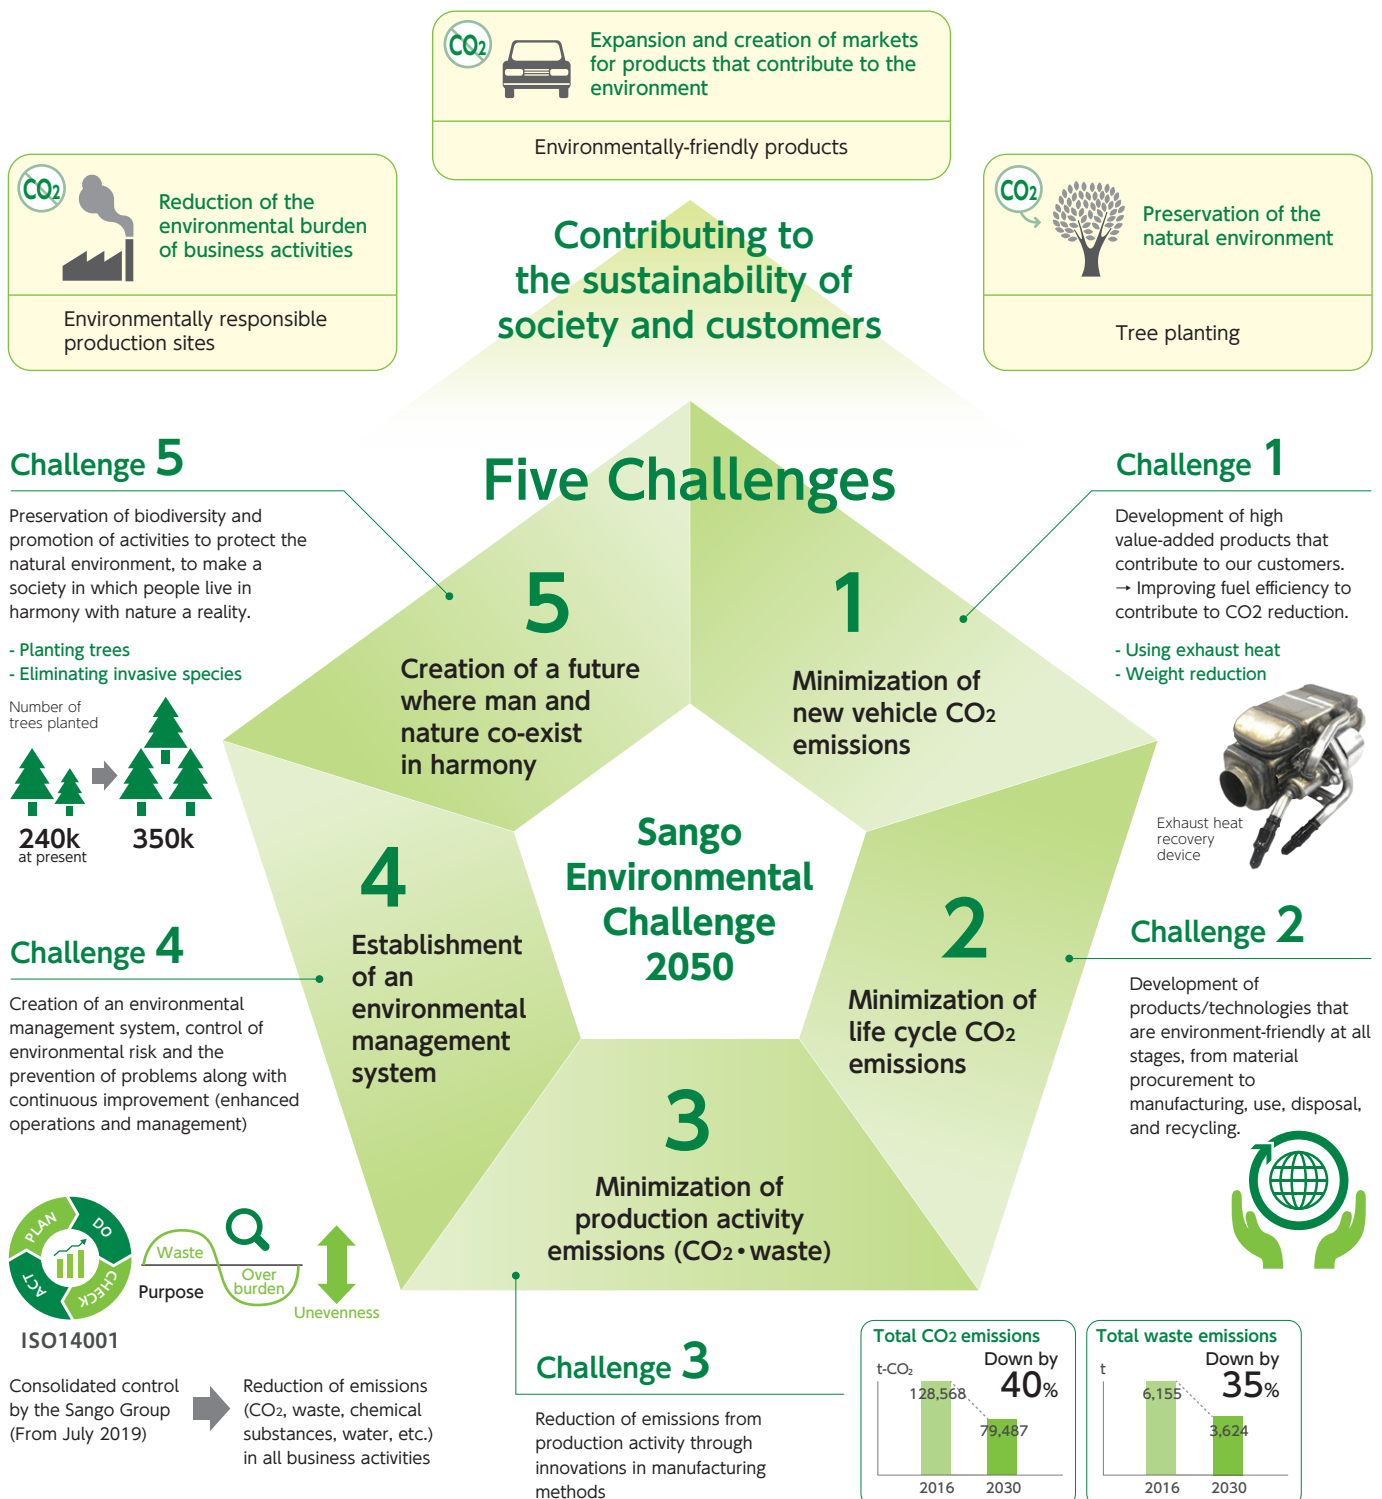 CO2
Expansion and creation of markets
for products that contribute to the
environment
Environmentally-friendly products
CO2
Reduction of the
environmental burden
of business activities
Environmentally responsible
production sites
CO2
Preservation of the
natural environment
Tree planting
Contributing to
the sustainability of
society and customers
Five Challenges
Challenge 5
Preservation of biodiversity and
promotion of activities to protect the
natural environment, to make a
society in which people live in
harmony with nature a reality.
- Planting trees
- Eliminating invasive species
Number of
trees planted
240k
at present
350k
Challenge 1
Development of high
value-added products that
contribute to our customers.
→ Improving fuel efficiency to
contribute to CO2 reduction.
- Using exhaust heat
- Weight reduction
Exhaust heat
recovery
device
5
Creation of a future
where man and
nature co-exist
in harmony
1
Minimization of
new vehicle CO2
emissions
Sango
Environmental
Challenge
2050
4
Establishment
of an
environmental
management
system
2
Minimization of
life cycle CO2
emissions
3
Minimization of
production activity
emissions (CO2・waste)
Challenge 4
Creation of an environmental
management system, control of
environmental risk and the
prevention of problems along with
continuous improvement (enhanced
operations and management)
PLAN
DO
CHECK
ACT
ISO14001
Waste
Purpose
Over
burden
Unevenness
Consolidated control
by the Sango Group
(From July 2019)
Reduction of emissions
(CO2, waste, chemical
substances, water, etc.)
in all business activities
Challenge 2
Development of
products/technologies that
are environment-friendly at all
stages, from material
procurement to
manufacturing, use, disposal,
and recycling.
Challenge 3
Reduction of emissions from
production activity through
innovations in manufacturing
methods
Total CO2 emissions
t-CO2
Down by
40%
128,568
79,487
2016 2030
Total waste emissions
t
Down by
35%
6,155
3,624
2016 2030